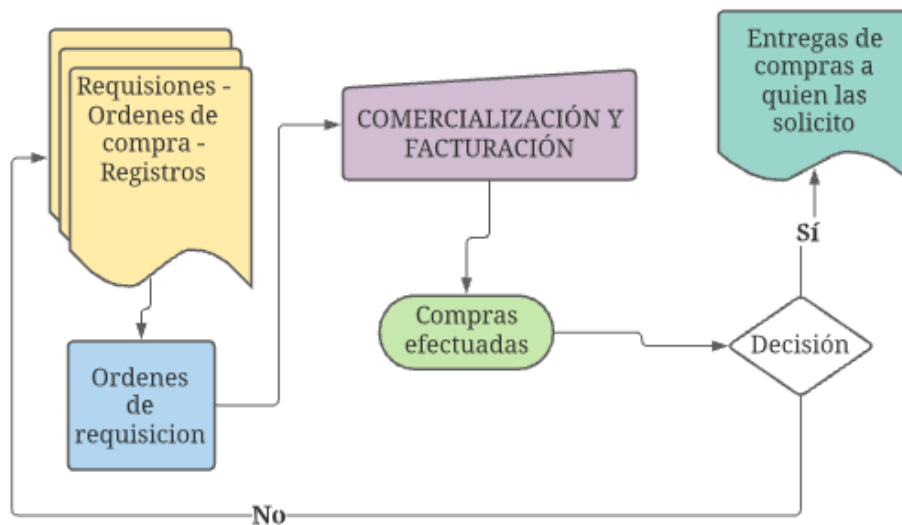 Requisiones -
Ordenes de
compra -
Registros
Ordenes
de
requisicion
COMERCIALIZACIÓN Y
FACTURACIÓN
Compras
efectuadas
Decisión
Sí
Entregas de
compras a
quien las
solicito
No